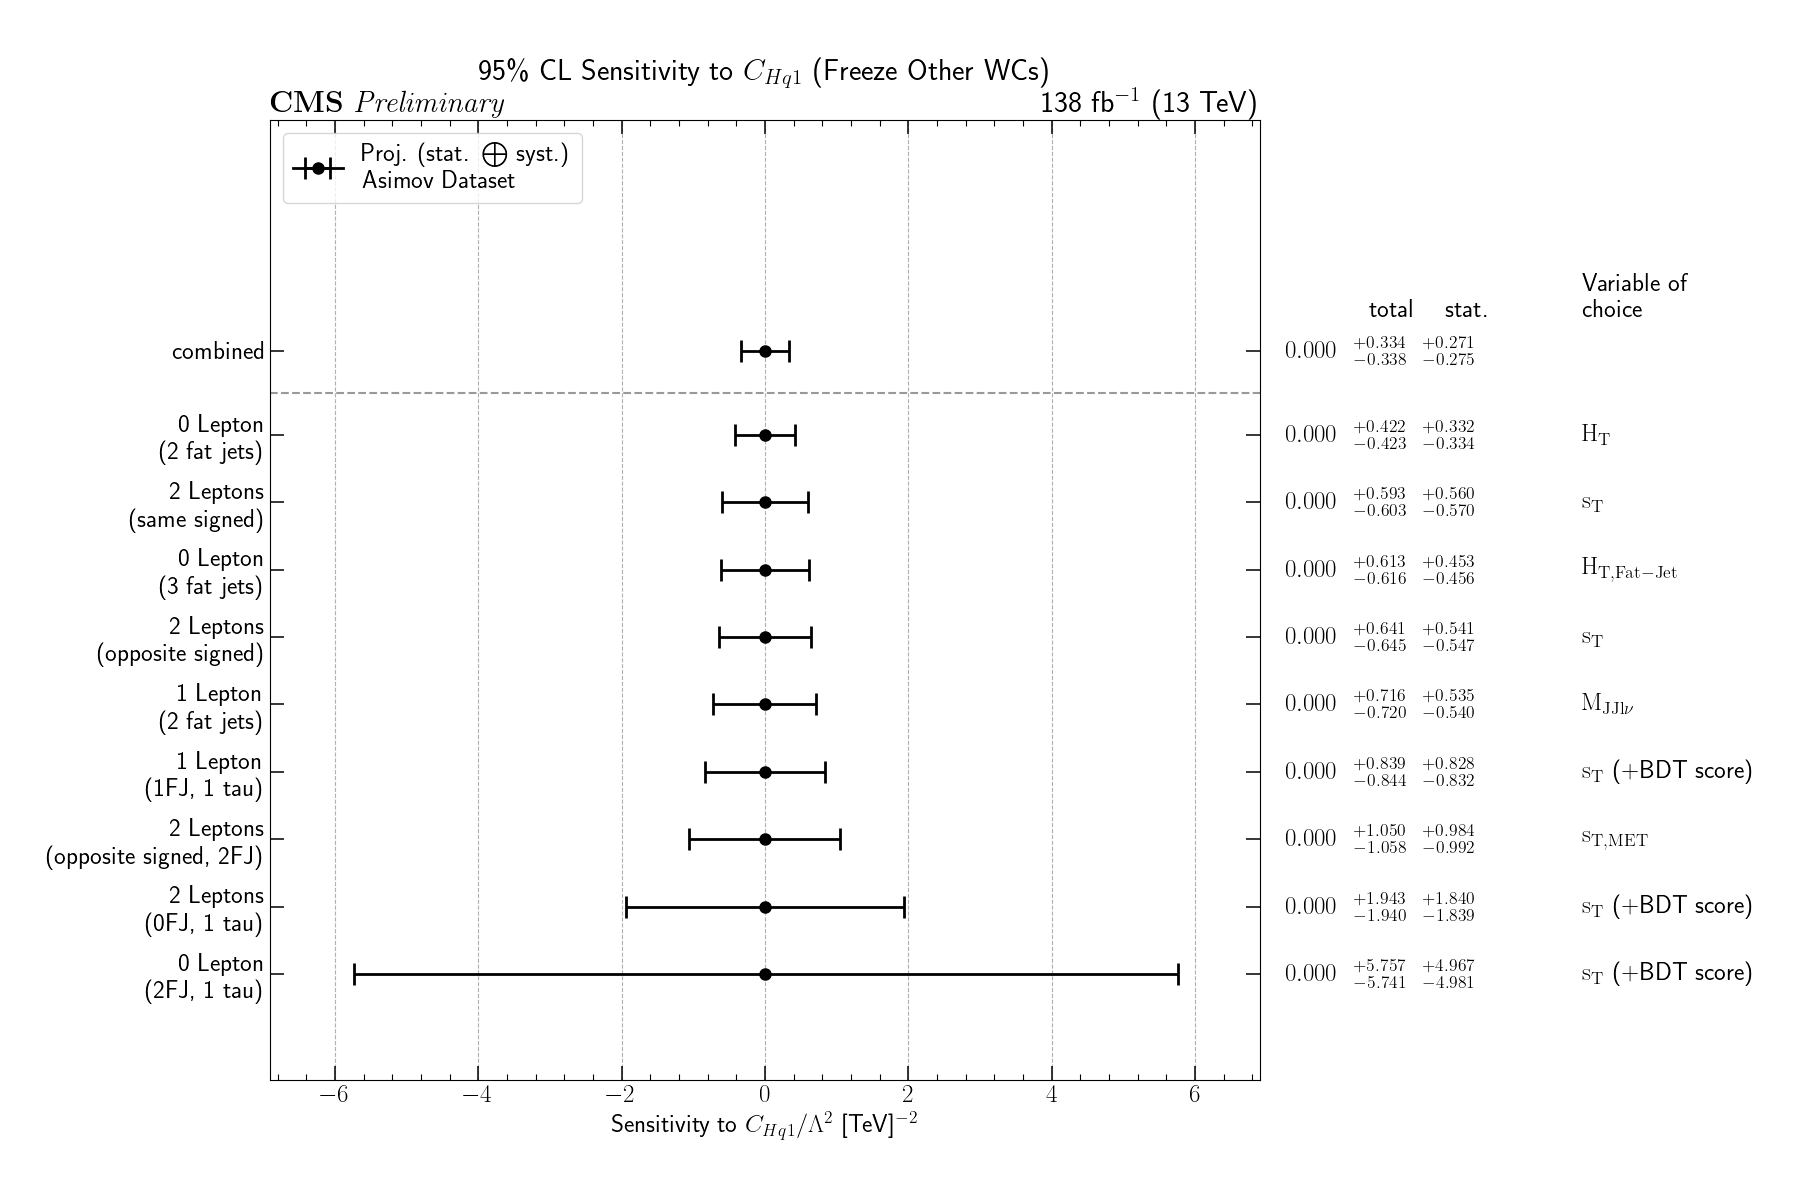 95% CL Sensitivity to C_{Hq1} (Freeze Other WCs)
CMS Preliminary 138 fb⁻¹ (13 TeV)
Proj. (stat. ⨁ syst.)
Asimov Dataset
Variable of
total stat. choice
combined 0.000 +0.334 −0.338 +0.271 −0.275
0 Lepton
(2 fat jets) 0.000 +0.422 −0.423 +0.332 −0.334 H_T
2 Leptons
(same signed) 0.000 +0.593 −0.603 +0.560 −0.570 s_T
0 Lepton
(3 fat jets) 0.000 +0.613 −0.616 +0.453 −0.456 H_{T,Fat−Jet}
2 Leptons
(opposite signed) 0.000 +0.641 −0.645 +0.541 −0.547 s_T
1 Lepton
(2 fat jets) 0.000 +0.716 −0.720 +0.535 −0.540 M_{JJlν}
1 Lepton
(1FJ, 1 tau) 0.000 +0.839 −0.844 +0.828 −0.832 s_T (+BDT score)
2 Leptons
(opposite signed, 2FJ) 0.000 +1.050 −1.058 +0.984 −0.992 s_{T,MET}
2 Leptons
(0FJ, 1 tau) 0.000 +1.943 −1.940 +1.840 −1.839 s_T (+BDT score)
0 Lepton
(2FJ, 1 tau) 0.000 +5.757 −5.741 +4.967 −4.981 s_T (+BDT score)
−6 −4 −2 0 2 4 6
Sensitivity to C_{Hq1}/Λ² [TeV]⁻²